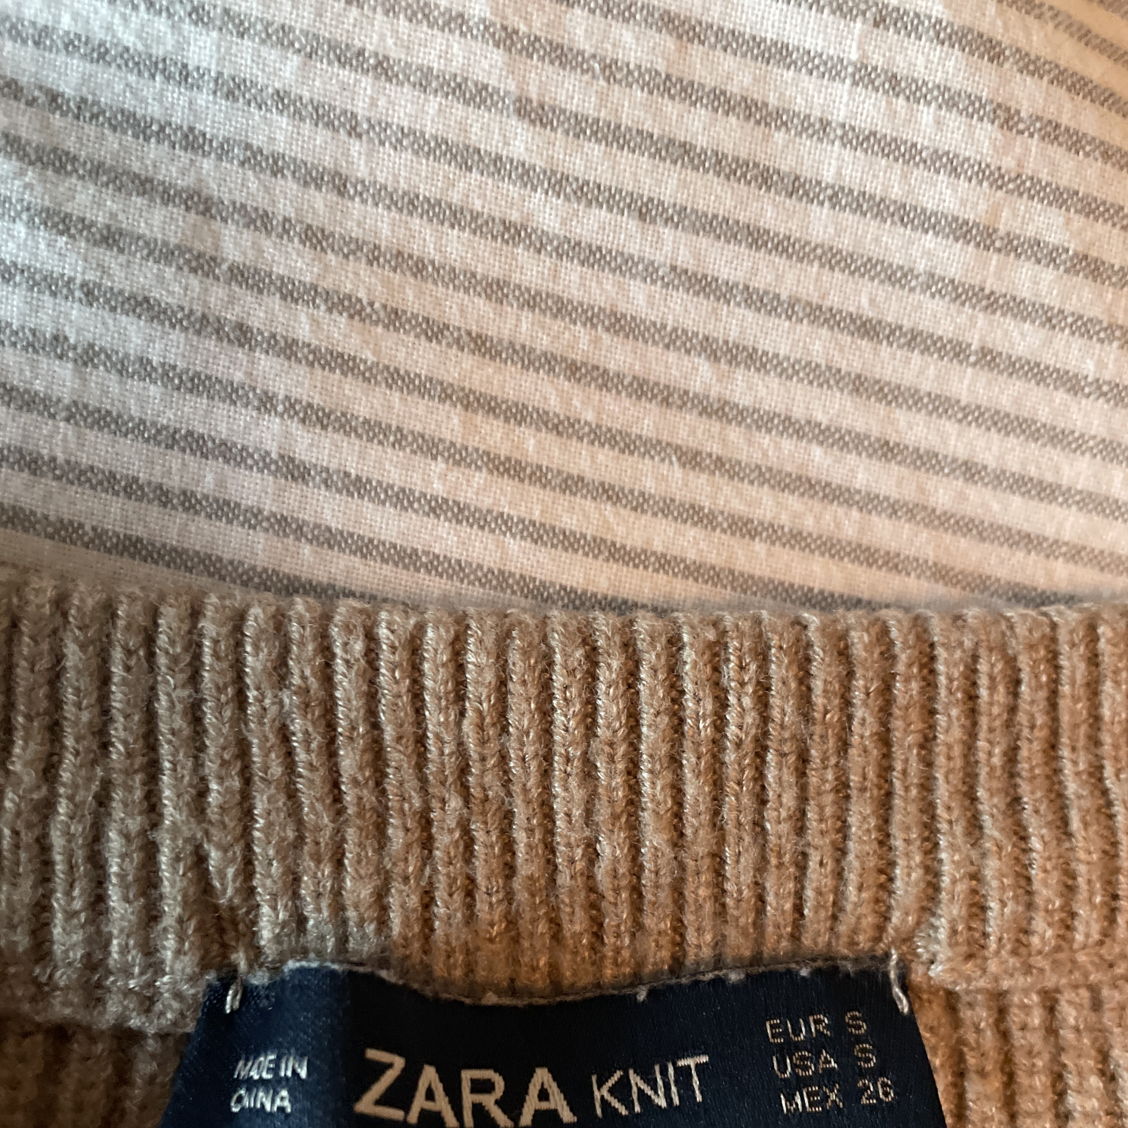 MADE IN
CHINA
ZARA KNIT
EUR S
USA S
MEX 26